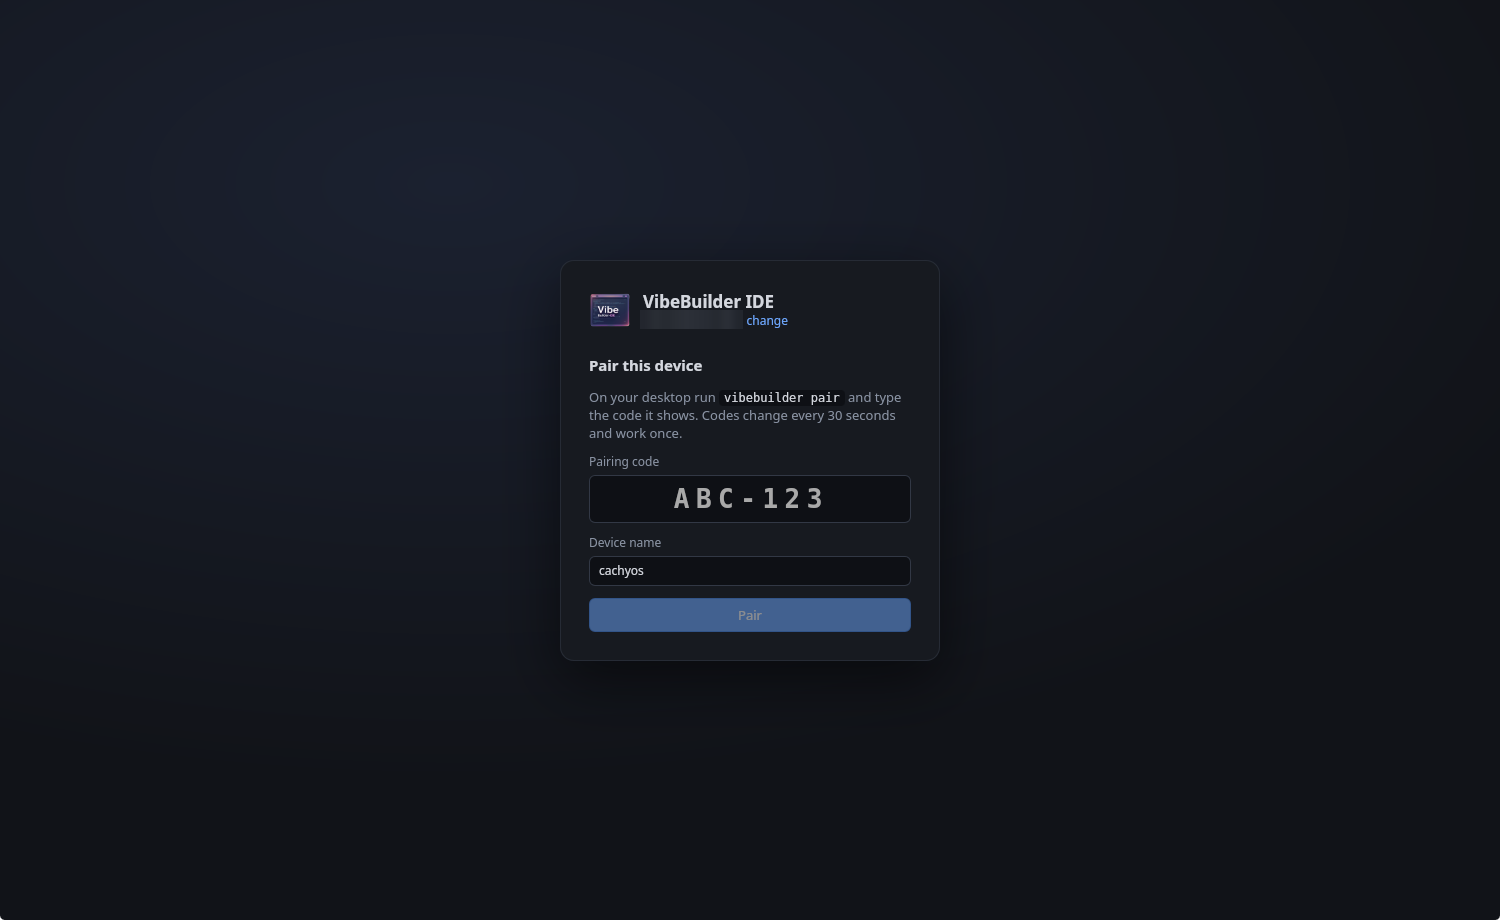 Vibe
VibeBuilder IDE
change
Pair this device
On your desktop run vibebuilder pair and type
the code it shows. Codes change every 30 seconds
and work once.
Pairing code
ABC-123
Device name
cachyos
Pair